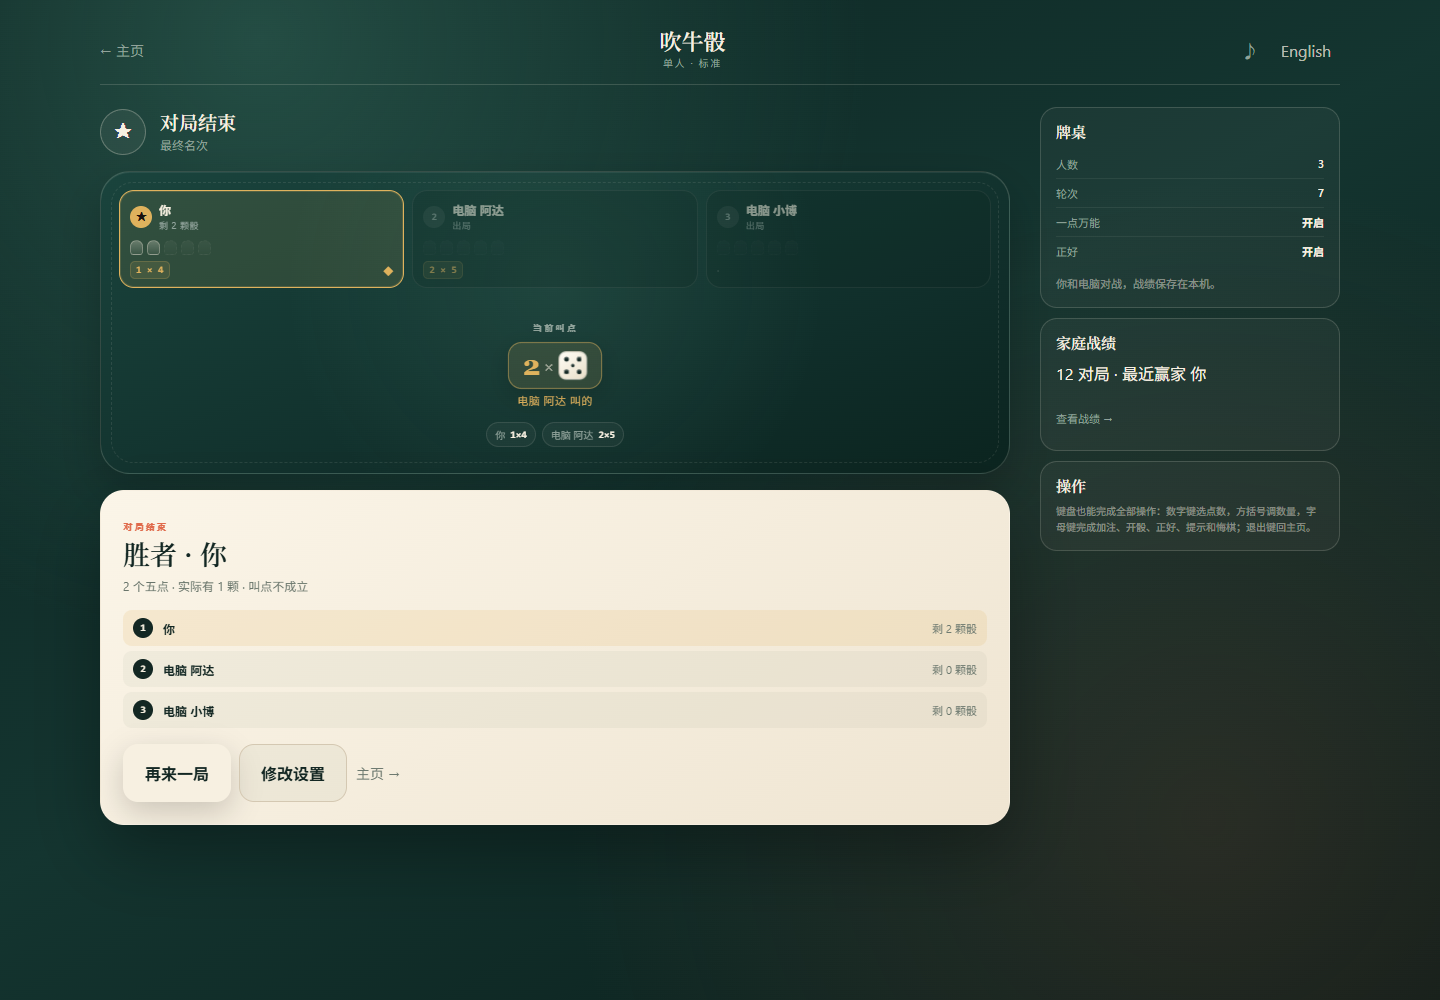 ← 主页
吹牛骰
单人 · 标准
♪ English
对局结束
最终名次
你
剩 2 颗骰
1 × 4
2
电脑 阿达
出局
2 × 5
3
电脑 小博
出局
当前叫点
2 ×
电脑 阿达 叫的
你 1×4
电脑 阿达 2×5
对局结束
胜者 · 你
2 个五点 · 实际有 1 颗 · 叫点不成立
1 你 剩 2 颗骰
2 电脑 阿达 剩 0 颗骰
3 电脑 小博 剩 0 颗骰
再来一局 修改设置 主页 →
牌桌
人数 3
轮次 7
一点万能 开启
正好 开启
你和电脑对战，战绩保存在本机。
家庭战绩
12 对局 · 最近赢家 你
查看战绩 →
操作
键盘也能完成全部操作：数字键选点数，方括号调数量，字
母键完成加注、开骰、正好、提示和悔棋；退出键回主页。